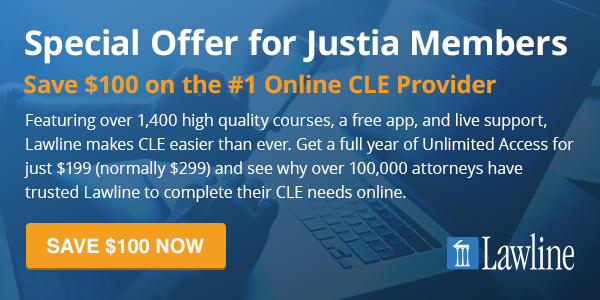 Special Offer for Justia Members
Save $100 on the #1 Online CLE Provider
Featuring over 1,400 high quality courses, a free app, and live support,
Lawline makes CLE easier than ever. Get a full year of Unlimited Access for
just $199 (normally $299) and see why over 100,000 attorneys have
trusted Lawline to complete their CLE needs online.
SAVE $100 NOW
Lawline